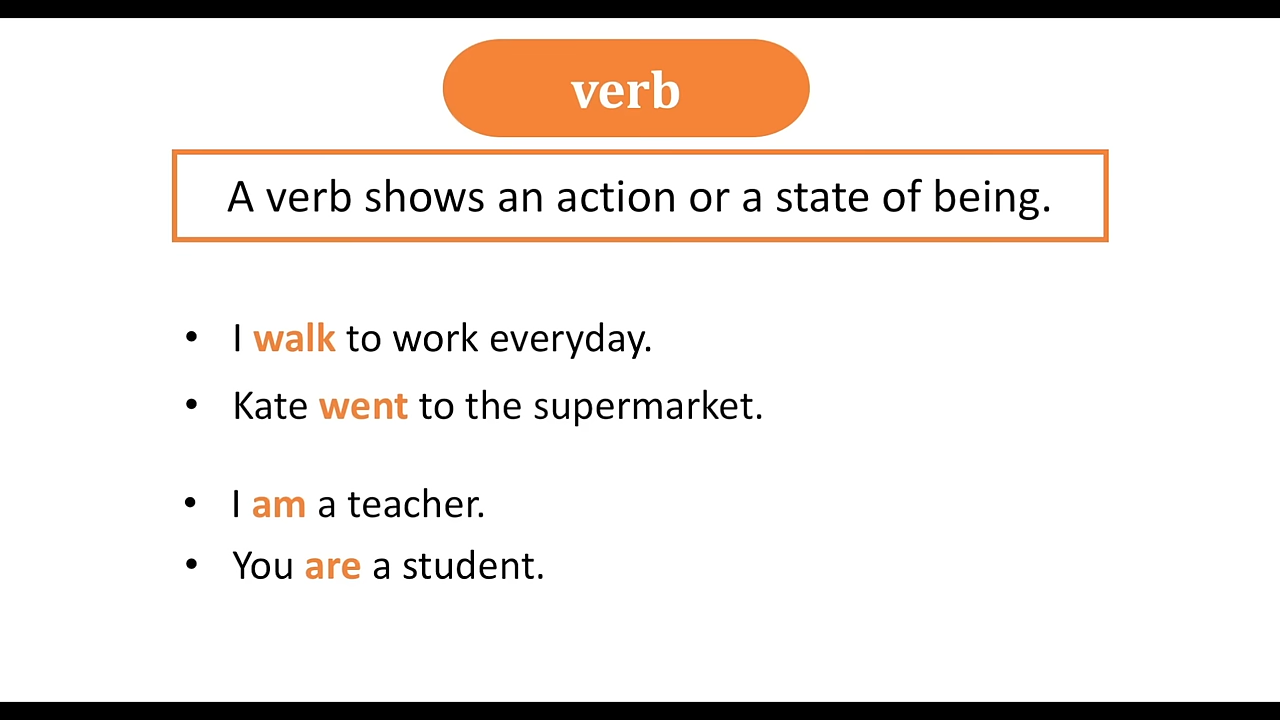 verb
A verb shows an action or a state of being.
• I walk to work everyday.
• Kate went to the supermarket.
• I am a teacher.
• You are a student.